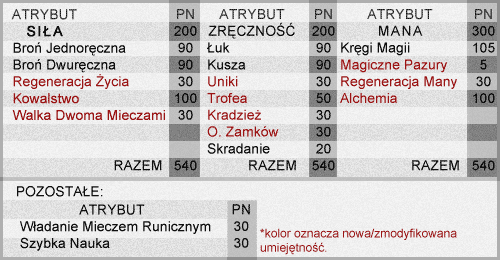 ATRYBUT PN ATRYBUT PN ATRYBUT PN
SIŁA 200 ZRĘCZNOŚĆ 200 MANA 300
Broń Jednoręczna 90 Łuk 90 Kręgi Magii 105
Broń Dwuręczna 90 Kusza 90 Magiczne Pazury 5
Regeneracja Życia 30 Uniki 30 Regeneracja Many 30
Kowalstwo 100 Trofea 50 Alchemia 100
Walka Dwoma Mieczami 30 Kradzież 30
O. Zamków 30
Skradanie 20
RAZEM 540 RAZEM 540 RAZEM 540
POZOSTAŁE:
ATRYBUT PN
Władanie Mieczem Runicznym 30
Szybka Nauka 30
*kolor oznacza nowa/zmodyfikowana
umiejętność.